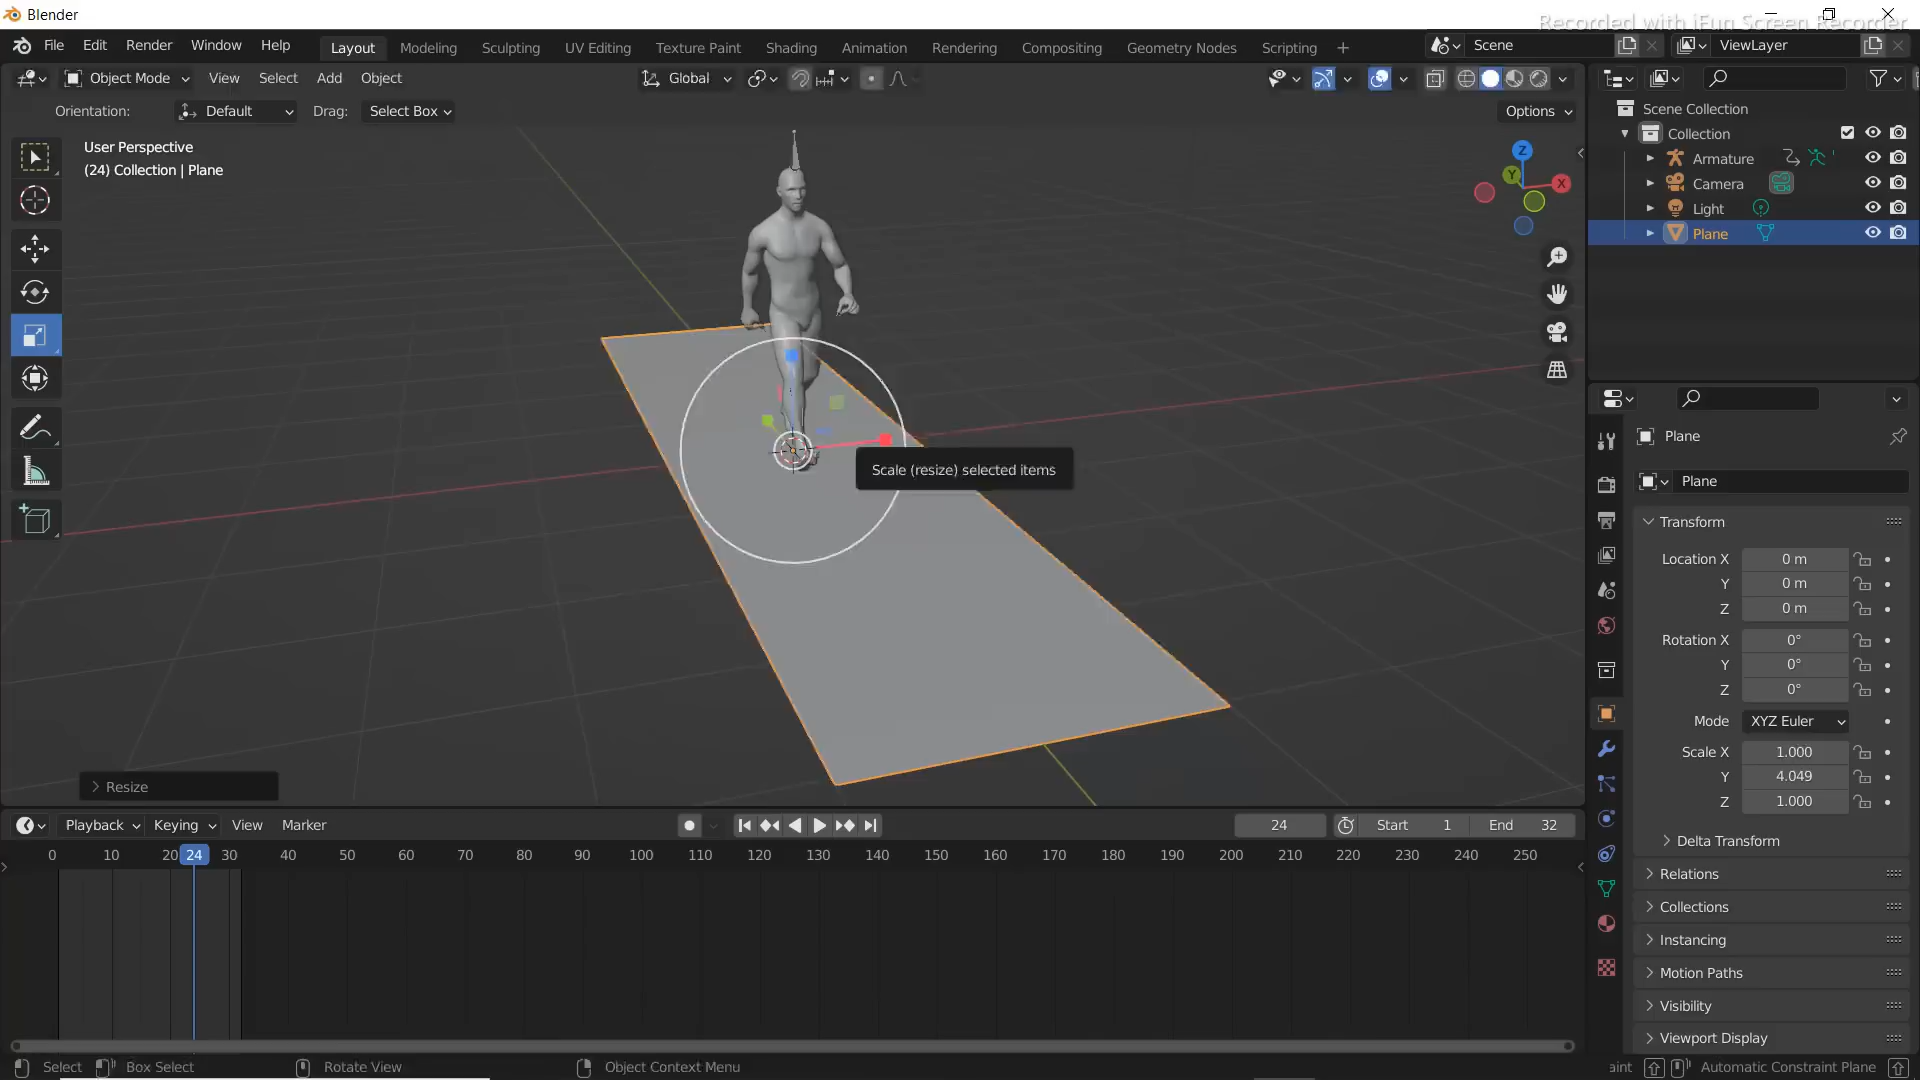 Blender
Recorded with iFun Screen Recorder
File Edit Render Window Help
Layout Modeling Sculpting UV Editing Texture Paint Shading Animation Rendering Compositing Geometry Nodes Scripting +
Scene
ViewLayer
Object Mode View Select Add Object
Global
Orientation: Default Drag: Select Box
Options
User Perspective
(24) Collection | Plane
Z
Y
X
Scene Collection
Collection
Armature
Camera
Light
Plane
Scale (resize) selected items
Plane
Plane
Transform
Location X 0 m
Y 0 m
Z 0 m
Rotation X 0°
Y 0°
Z 0°
Mode XYZ Euler
Scale X 1.000
Y 4.049
Z 1.000
Delta Transform
Relations
Collections
Instancing
Motion Paths
Visibility
Viewport Display
Resize
Playback Keying View Marker
24 Start 1 End 32
0 10 20 24 30 40 50 60 70 80 90 100 110 120 130 140 150 160 170 180 190 200 210 220 230 240 250
Select Box Select Rotate View Object Context Menu
aint Automatic Constraint Plane